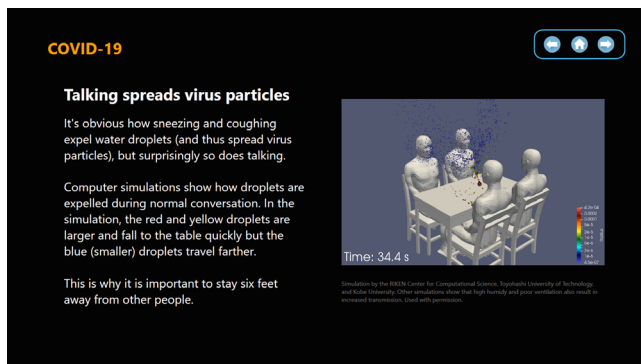 COVID-19
Talking spreads virus particles
It's obvious how sneezing and coughing
expel water droplets (and thus spread virus
particles), but surprisingly so does talking.
Computer simulations show how droplets are
expelled during normal conversation. In the
simulation, the red and yellow droplets are
larger and fall to the table quickly but the
blue (smaller) droplets travel farther.
This is why it is important to stay six feet
away from other people.
Time: 34.4 s
Simulation by the RIKEN Center for Computational Science, Toyohashi University of Technology,
and Kobe University. Other simulations show that high humidy and poor ventilation also result in
increased transmission. Used with permission.